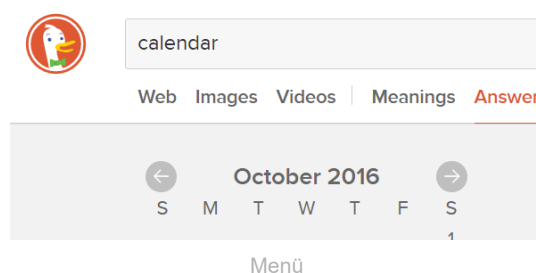 calendar
Web Images Videos Meanings Answer
October 2016
S M T W T F S
1
Menü